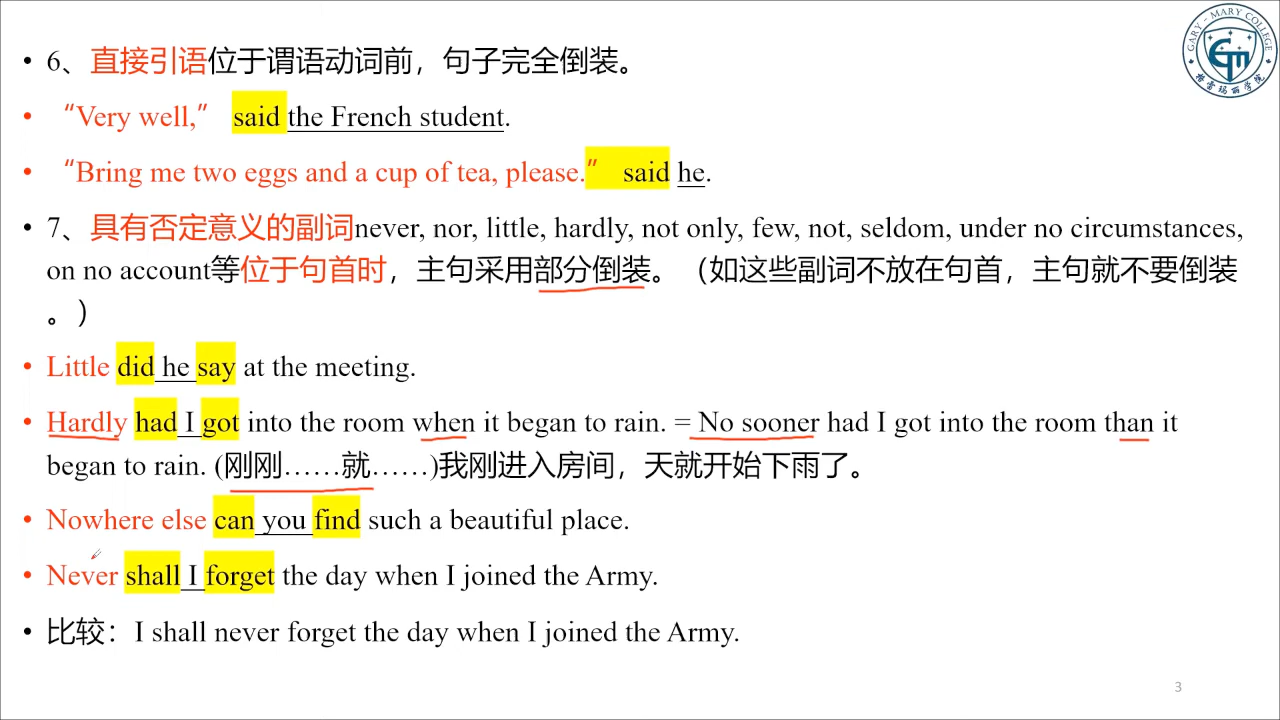 • 6、直接引语位于谓语动词前，句子完全倒装。
• “Very well,” said the French student.
• “Bring me two eggs and a cup of tea, please.” said he.
• 7、具有否定意义的副词never, nor, little, hardly, not only, few, not, seldom, under no circumstances,
on no account等位于句首时，主句采用部分倒装。（如这些副词不放在句首，主句就不要倒装
。）
• Little did he say at the meeting.
• Hardly had I got into the room when it began to rain. = No sooner had I got into the room than it
began to rain. (刚刚……就……)我刚进入房间，天就开始下雨了。
• Nowhere else can you find such a beautiful place.
• Never shall I forget the day when I joined the Army.
• 比较：I shall never forget the day when I joined the Army.
GARY - MARY COLLEGE
格雷玛丽学院
3